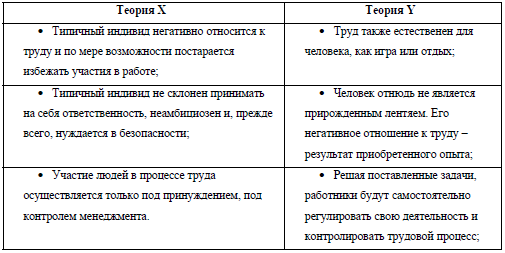 Теория X
Теория Y
• Типичный индивид негативно относится к
труду и по мере возможности постарается
избежать участия в работе;
• Труд также естественен для
человека, как игра или отдых;
• Типичный индивид не склонен принимать
на себя ответственность, неамбициозен и, прежде
всего, нуждается в безопасности;
• Человек отнюдь не является
прирожденным лентяем. Его
негативное отношение к труду –
результат приобретенного опыта;
• Участие людей в процессе труда
осуществляется только под принуждением, под
контролем менеджмента.
• Решая поставленные задачи,
работники будут самостоятельно
регулировать свою деятельность и
контролировать трудовой процесс;